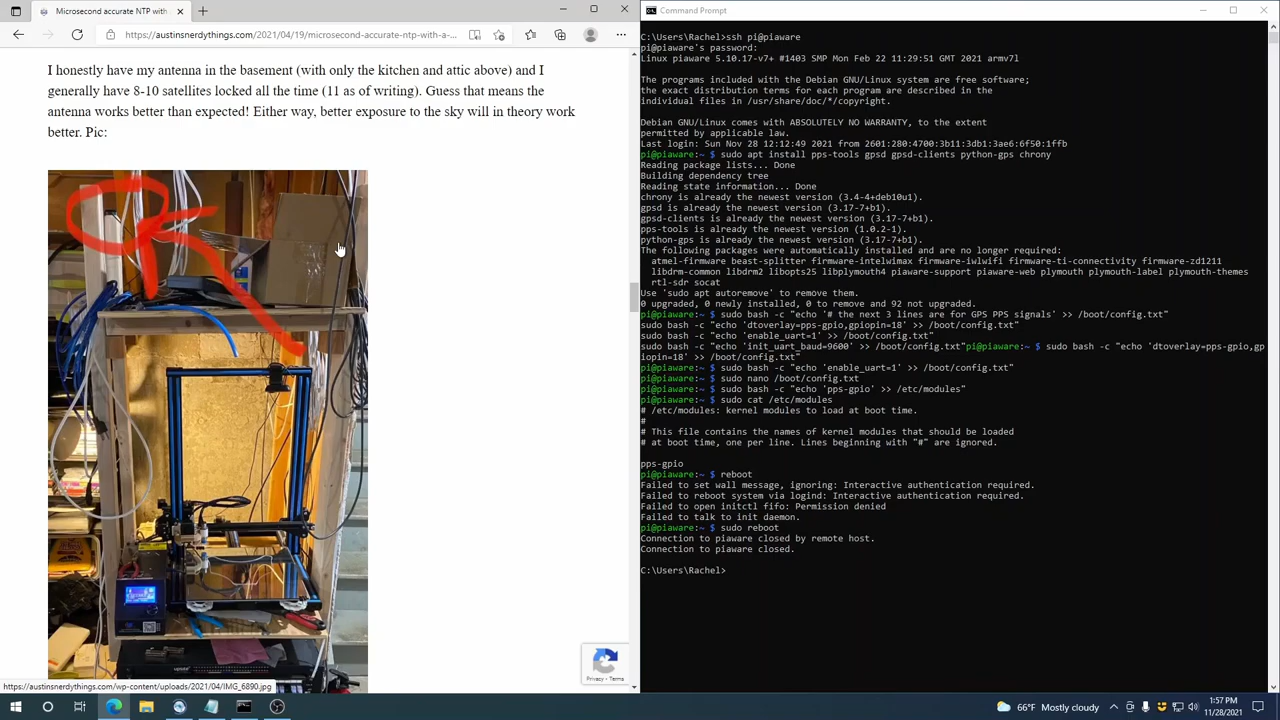 Microsecond accurate NTP with
https://austinsnerdythings.com/2021/04/19/microsecond-accurate-ntp-with-a-...
I honestly have my antenna in the basement (with only the kitchen and attic above) and I
generally have 8-10 satellites locked all the time (11 as of writing). Guess that means the
antenna works better than expected! Either way, better exposure to the sky will in theory work
better. Pic:
Privacy - Terms
https://austinsnerdythings.com/wp-content/uploads/2021/04/IMG_6890.jpg
Command Prompt
C:\Users\Rachel>ssh pi@piaware
pi@piaware's password:
Linux piaware 5.10.17-v7+ #1403 SMP Mon Feb 22 11:29:51 GMT 2021 armv7l
The programs included with the Debian GNU/Linux system are free software;
the exact distribution terms for each program are described in the
individual files in /usr/share/doc/*/copyright.
Debian GNU/Linux comes with ABSOLUTELY NO WARRANTY, to the extent
permitted by applicable law.
Last login: Sun Nov 28 12:12:49 2021 from 2601:280:4700:3b11:3db1:3ae6:6f50:1ffb
pi@piaware:~ $ sudo apt install pps-tools gpsd gpsd-clients python-gps chrony
Reading package lists... Done
Building dependency tree
Reading state information... Done
chrony is already the newest version (3.4-4+deb10u1).
gpsd is already the newest version (3.17-7+b1).
gpsd-clients is already the newest version (3.17-7+b1).
pps-tools is already the newest version (1.0.2-1).
python-gps is already the newest version (3.17-7+b1).
The following packages were automatically installed and are no longer required:
atmel-firmware beast-splitter firmware-intelwimax firmware-iwlwifi firmware-ti-connectivity firmware-zd1211
libdrm-common libdrm2 libopts25 libplymouth4 piaware-support piaware-web plymouth plymouth-label plymouth-themes
rtl-sdr socat
Use 'sudo apt autoremove' to remove them.
0 upgraded, 0 newly installed, 0 to remove and 92 not upgraded.
pi@piaware:~ $ sudo bash -c "echo '# the next 3 lines are for GPS PPS signals' >> /boot/config.txt"
sudo bash -c "echo 'dtoverlay=pps-gpio,gpiopin=18' >> /boot/config.txt"
sudo bash -c "echo 'enable_uart=1' >> /boot/config.txt"
sudo bash -c "echo 'init_uart_baud=9600' >> /boot/config.txt"pi@piaware:~ $ sudo bash -c "echo 'dtoverlay=pps-gpio,gp
iopin=18' >> /boot/config.txt"
pi@piaware:~ $ sudo bash -c "echo 'enable_uart=1' >> /boot/config.txt"
pi@piaware:~ $ sudo nano /boot/config.txt
pi@piaware:~ $ sudo bash -c "echo 'pps-gpio' >> /etc/modules"
pi@piaware:~ $ sudo cat /etc/modules
# /etc/modules: kernel modules to load at boot time.
#
# This file contains the names of kernel modules that should be loaded
# at boot time, one per line. Lines beginning with "#" are ignored.
pps-gpio
pi@piaware:~ $ reboot
Failed to set wall message, ignoring: Interactive authentication required.
Failed to reboot system via logind: Interactive authentication required.
Failed to open initctl fifo: Permission denied
Failed to talk to init daemon.
pi@piaware:~ $ sudo reboot
Connection to piaware closed by remote host.
Connection to piaware closed.
C:\Users\Rachel>
66°F Mostly cloudy
1:57 PM
11/28/2021